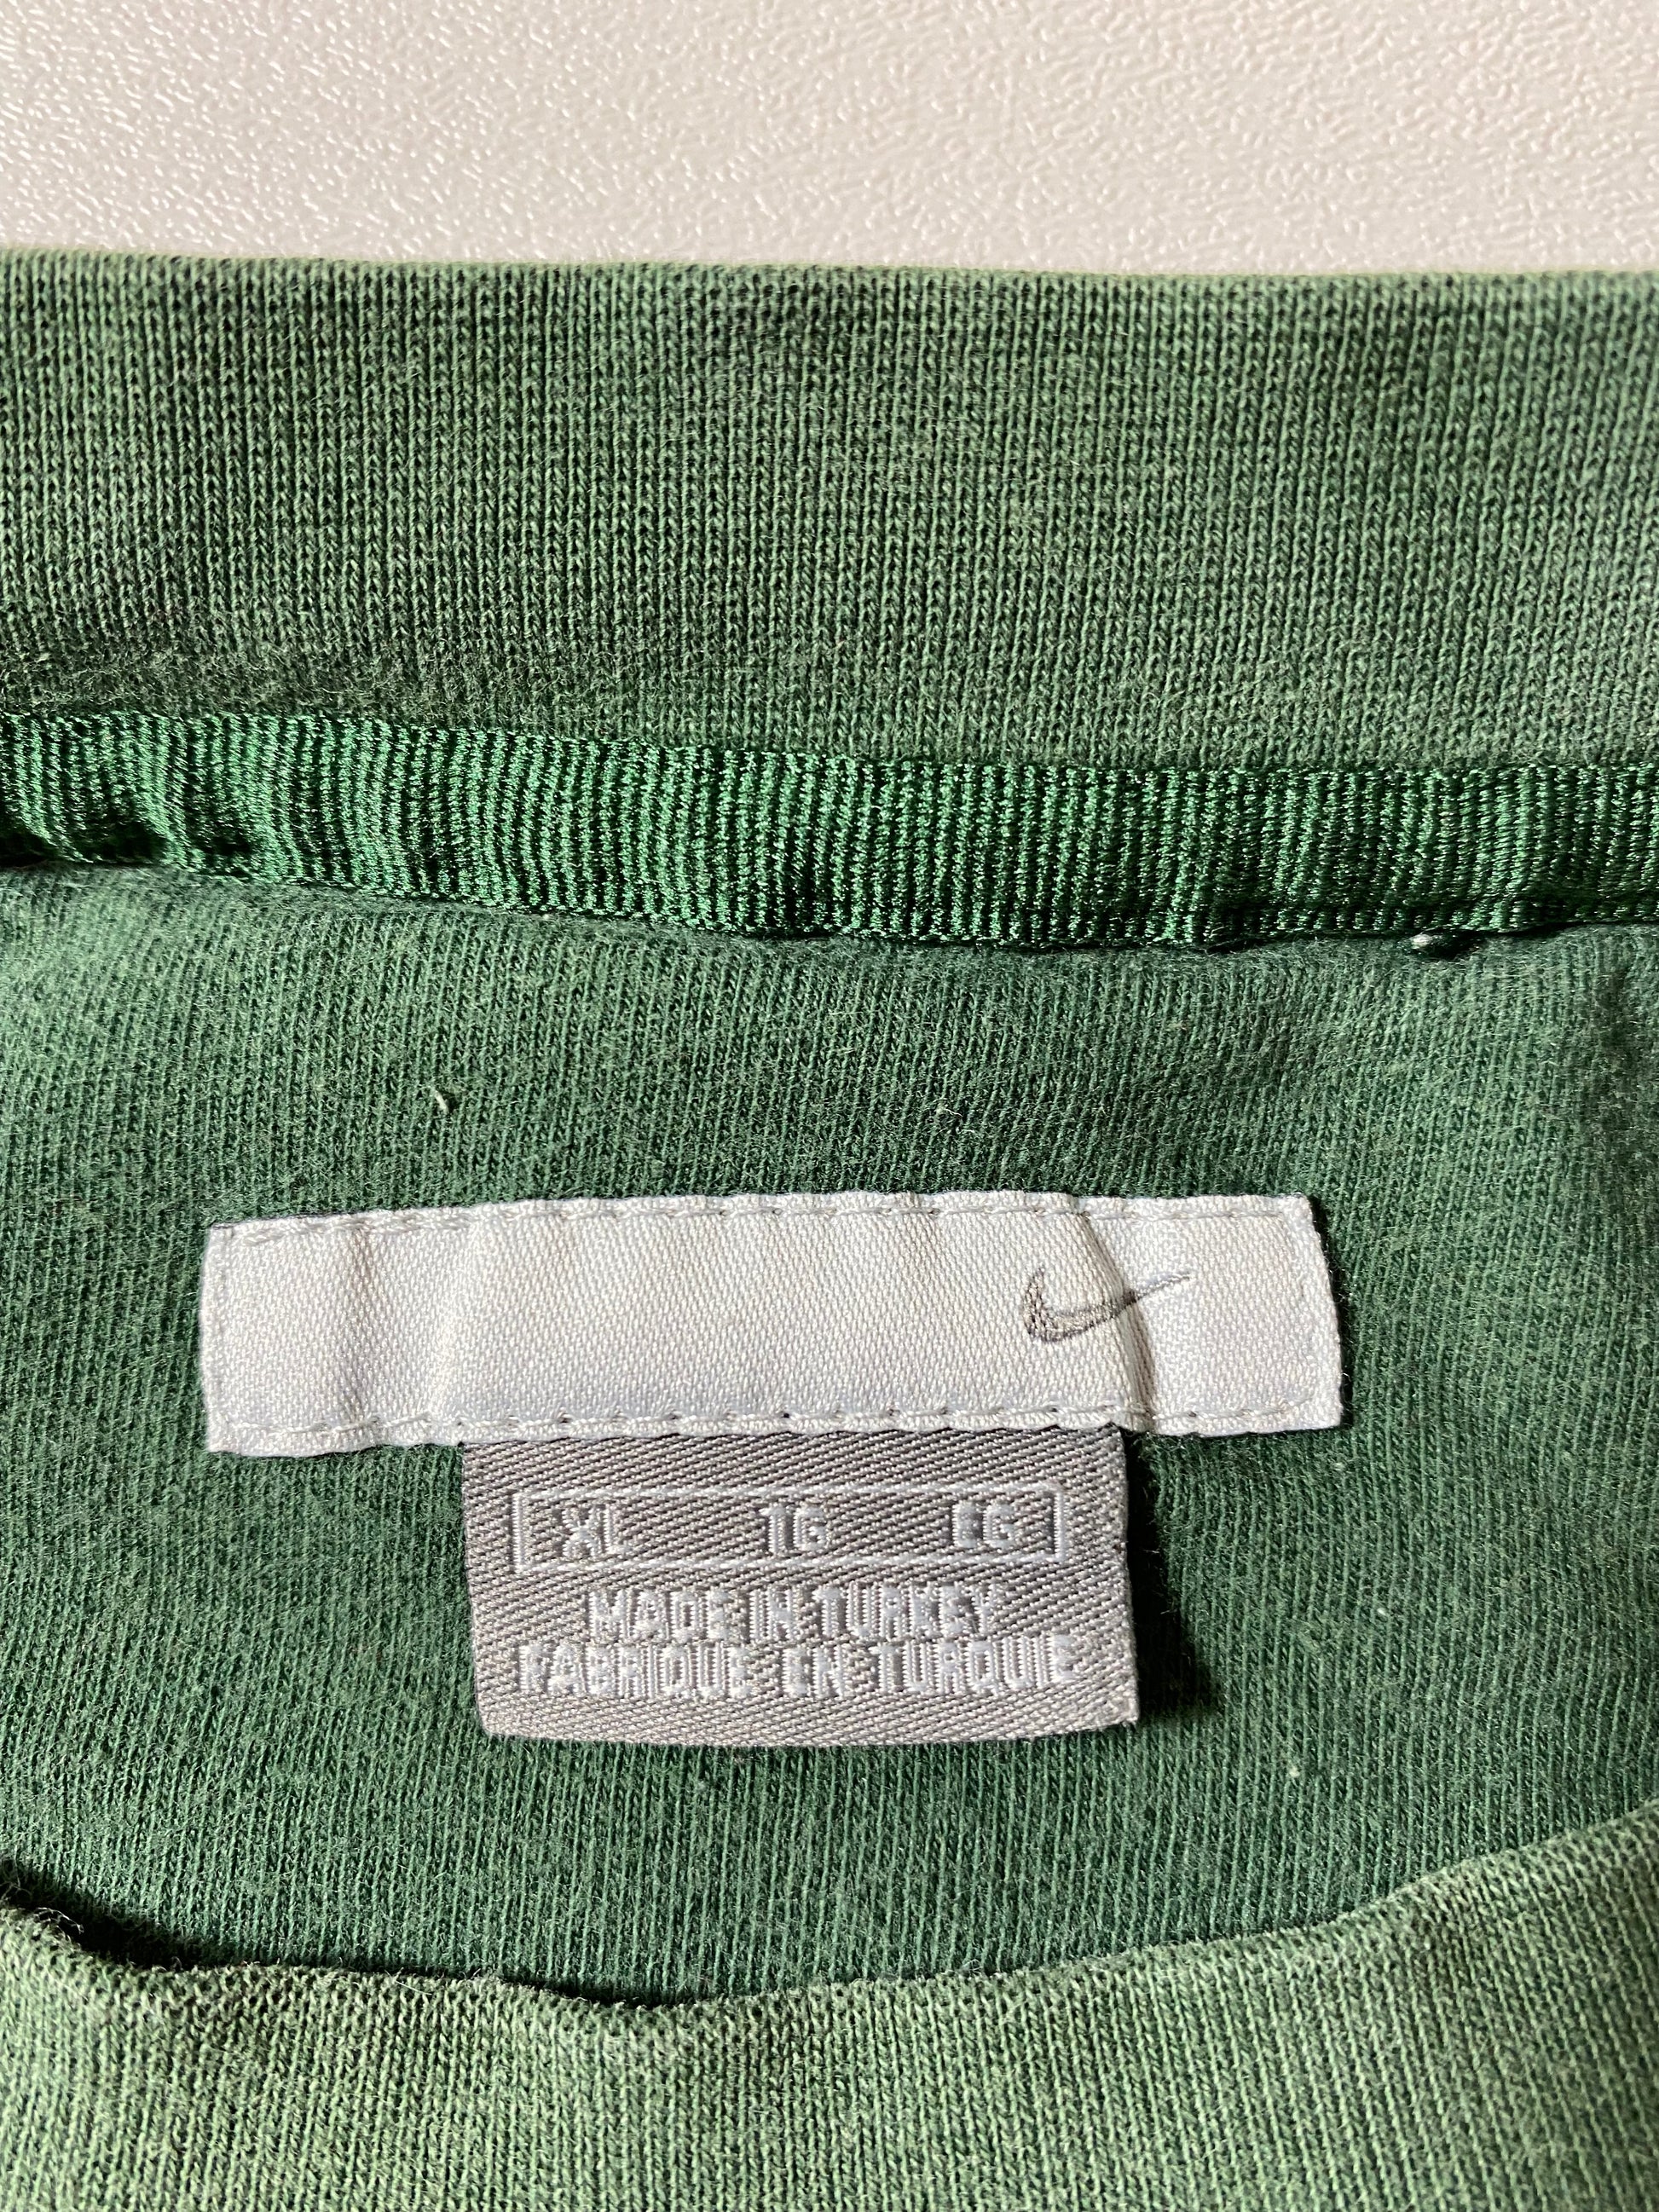 XL TG EG
MADE IN TURKEY
FABRIQUE EN TURQUIE